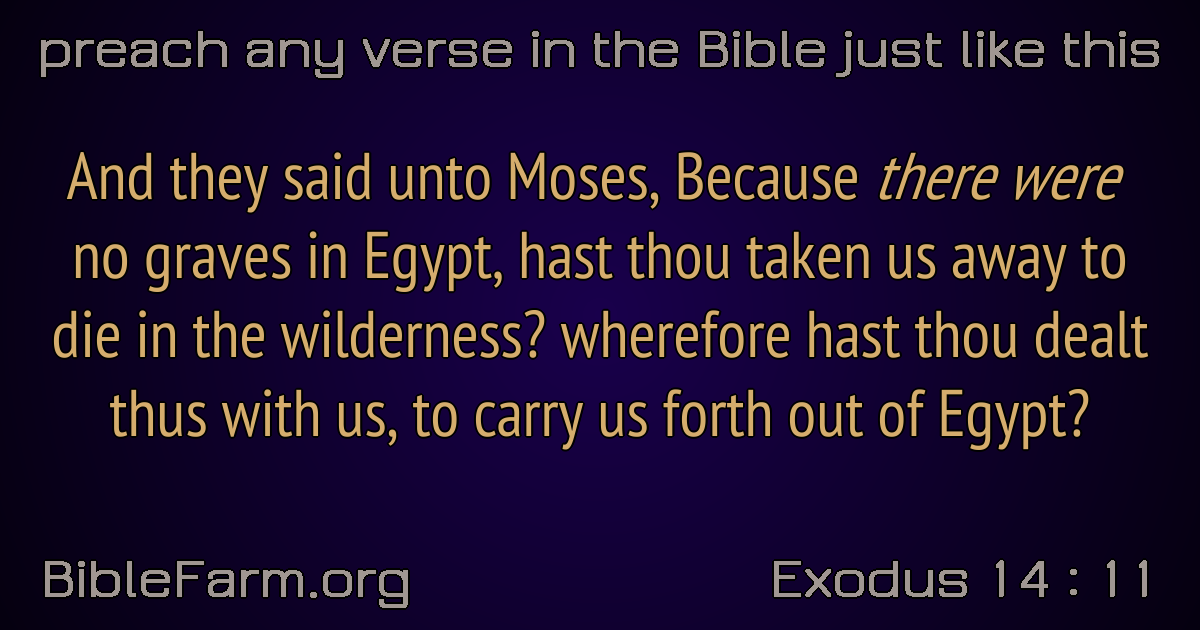 preach any verse in the Bible just like this
And they said unto Moses, Because there were
no graves in Egypt, hast thou taken us away to
die in the wilderness? wherefore hast thou dealt
thus with us, to carry us forth out of Egypt?
BibleFarm.org
Exodus 14 : 11